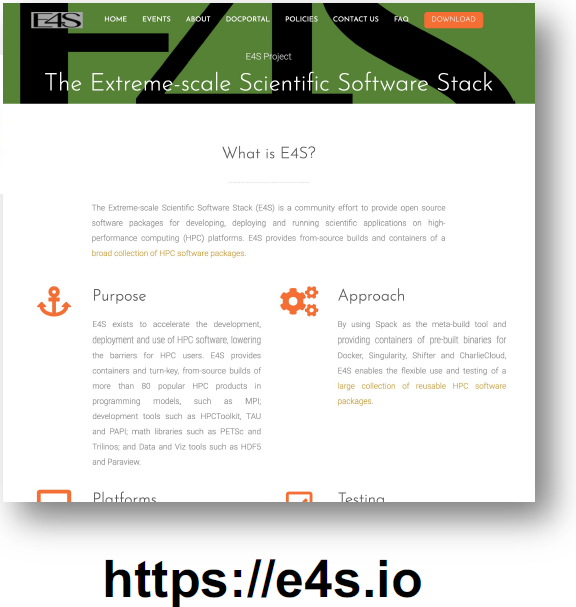 E4S HOME EVENTS ABOUT DOCPORTAL POLICIES CONTACT US FAQ DOWNLOAD
E4S Project
The Extreme-scale Scientific Software Stack
What is E4S?
The Extreme-scale Scientific Software Stack (E4S) is a community effort to provide open source
software packages for developing, deploying and running scientific applications on high-
performance computing (HPC) platforms. E4S provides from-source builds and containers of a
broad collection of HPC software packages.
Purpose
E4S exists to accelerate the development,
deployment and use of HPC software, lowering
the barriers for HPC users. E4S provides
containers and turn-key, from-source builds of
more than 80 popular HPC products in
programming models, such as MPI;
development tools such as HPCToolkit, TAU
and PAPI; math libraries such as PETSc and
Trilinos; and Data and Viz tools such as HDF5
and Paraview.
Approach
By using Spack as the meta-build tool and
providing containers of pre-built binaries for
Docker, Singularity, Shifter and CharlieCloud,
E4S enables the flexible use and testing of a
large collection of reusable HPC software
packages.
Platforms
Testing
https://e4s.io